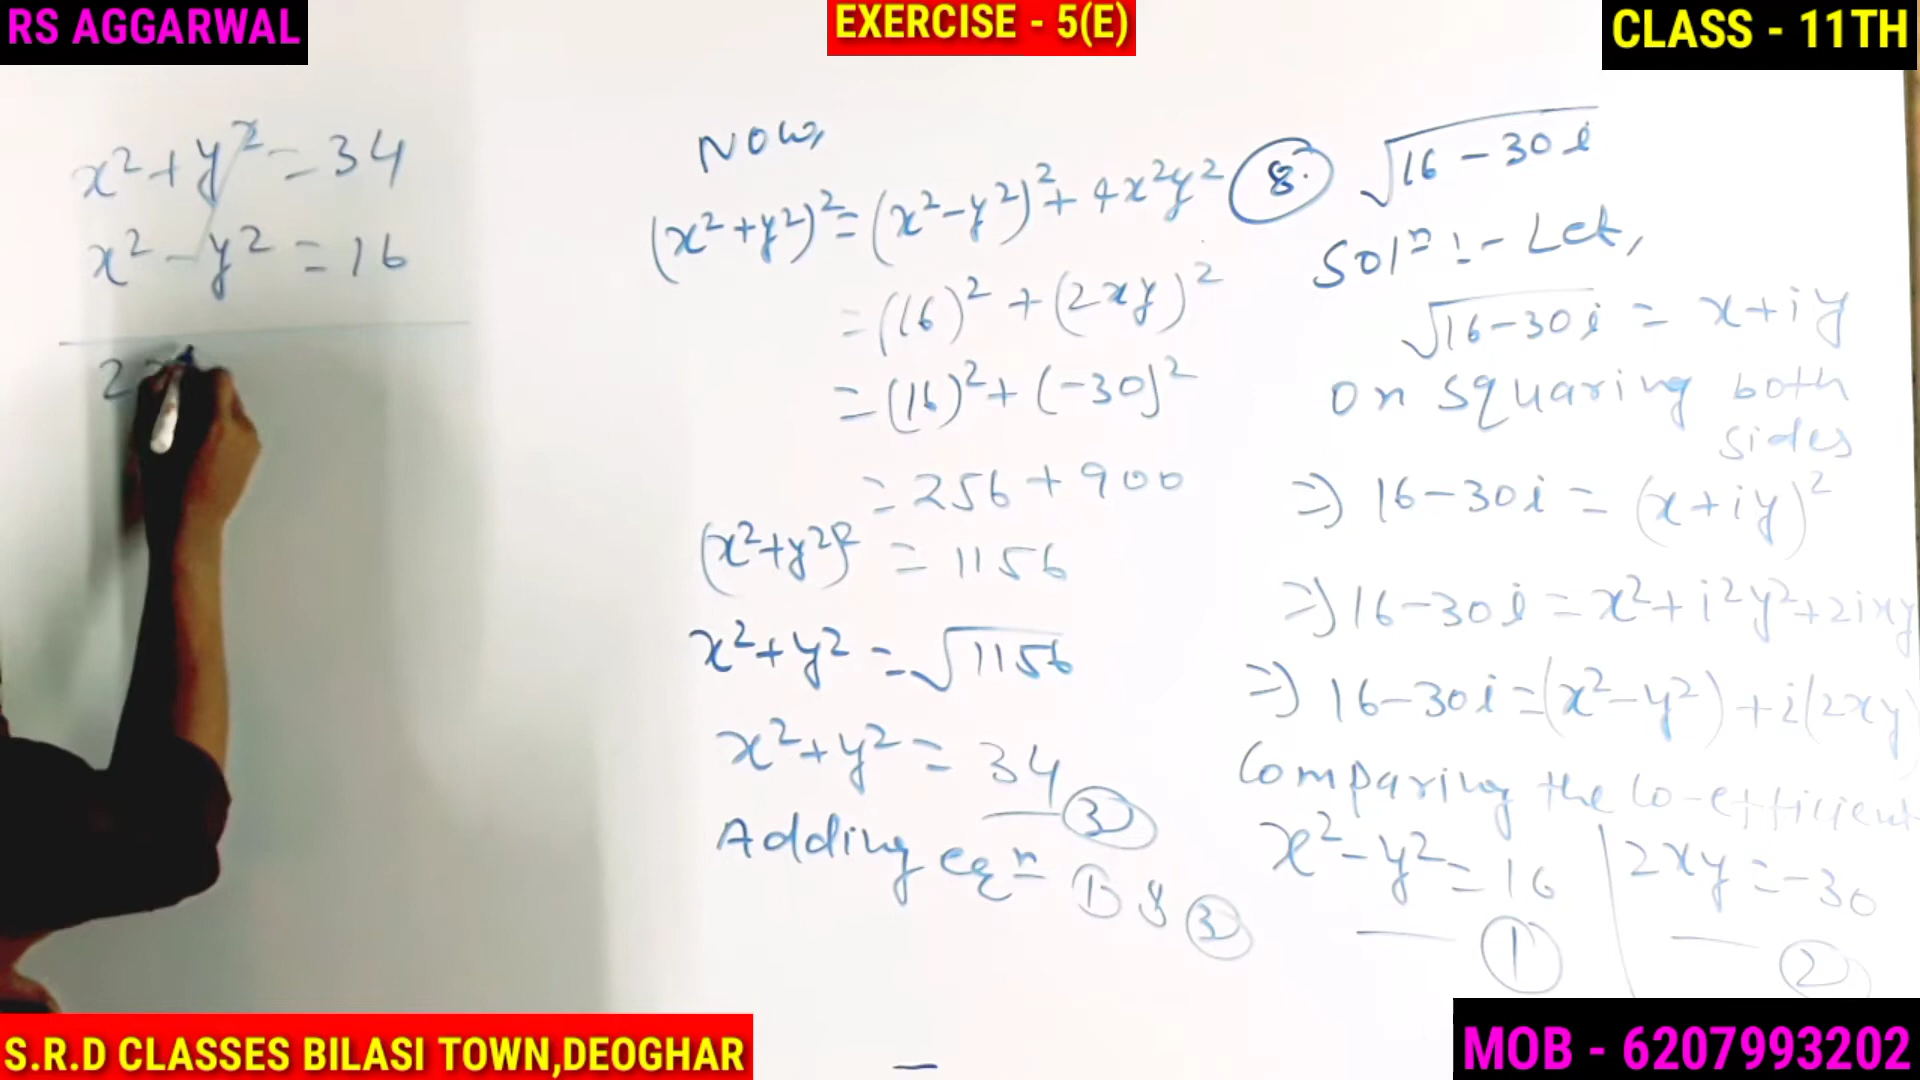 RS AGGARWAL
EXERCISE - 5(E)
CLASS - 11TH
8. √16-30i
Solⁿ :- Let,
√16-30i = x+iy
on squaring both
sides
=> 16-30i = (x+iy)²
=> 16-30i = x²+i²y²+2ixy
=> 16-30i = (x²-y²)+i(2xy)
Comparing the co-efficient
x²-y² = 16 | 2xy = -30
— 1 — 2
Now,
(x²+y²)² = (x²-y²)²+4x²y²
= (16)²+(2xy)²
= (16)²+(-30)²
= 256+900
(x²+y²)² = 1156
x²+y² = √1156
x²+y² = 34
— 3
Adding eqⁿ 1 & 3
x²+y² = 34
x²-y² = 16
2
S.R.D CLASSES BILASI TOWN,DEOGHAR
MOB - 6207993202